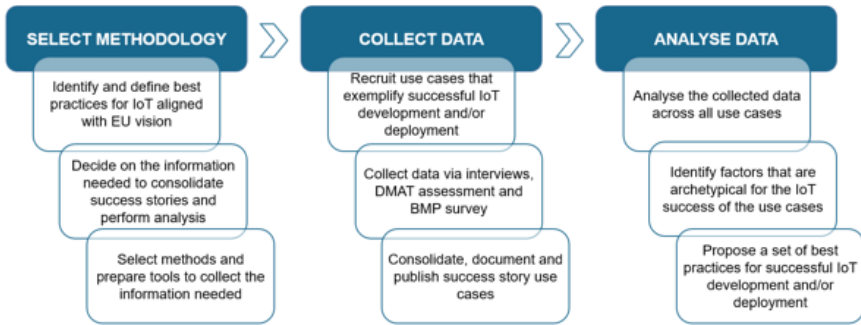 SELECT METHODOLOGY
Identify and define best
practices for IoT aligned
with EU vision
Decide on the information
needed to consolidate
success stories and
perform analysis
Select methods and
prepare tools to collect the
information needed
COLLECT DATA
Recruit use cases that
exemplify successful IoT
development and/or
deployment
Collect data via interviews,
DMAT assessment and
BMP survey
Consolidate, document and
publish success story use
cases
ANALYSE DATA
Analyse the collected data
across all use cases
Identify factors that are
archetypical for the IoT
success of the use cases
Propose a set of best
practices for successful IoT
development and/or
deployment